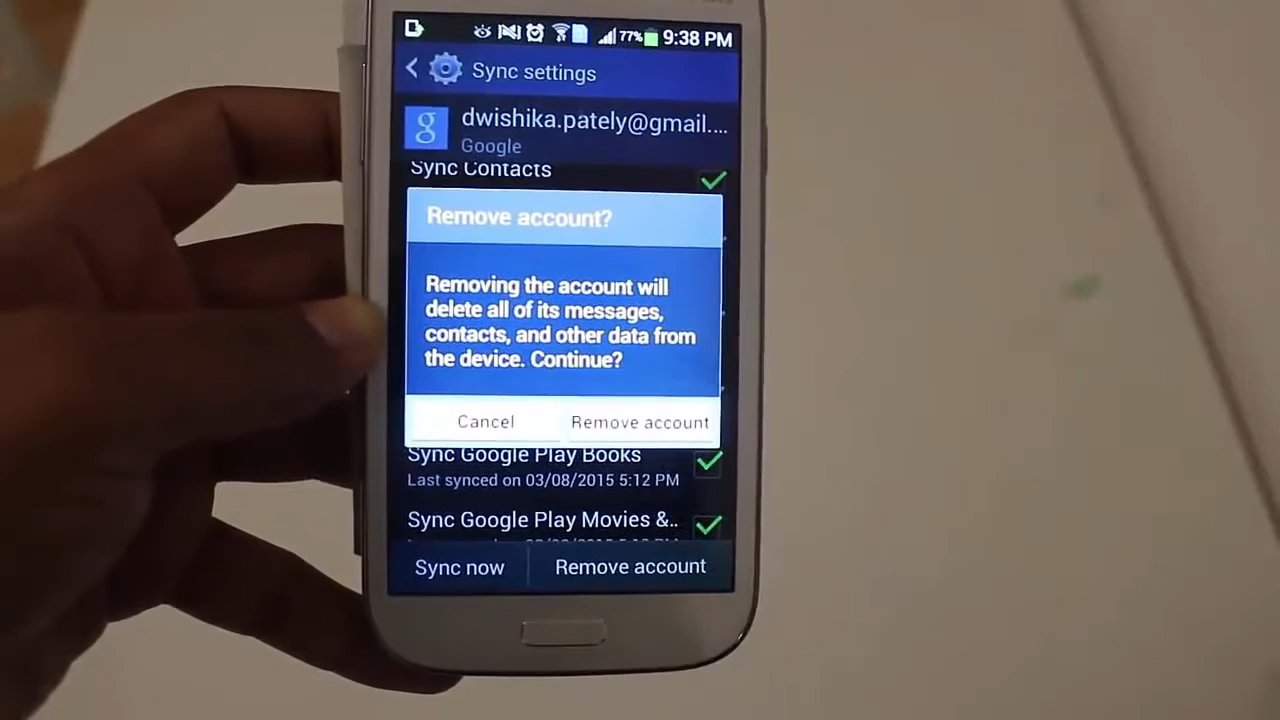 77% 9:38 PM
Sync settings
dwishika.pately@gmail....
Google
Sync Contacts
Remove account?
Removing the account will
delete all of its messages,
contacts, and other data from
the device. Continue?
Cancel Remove account
Sync Google Play Books
Last synced on 03/08/2015 5:12 PM
Sync Google Play Movies &..
Sync now Remove account